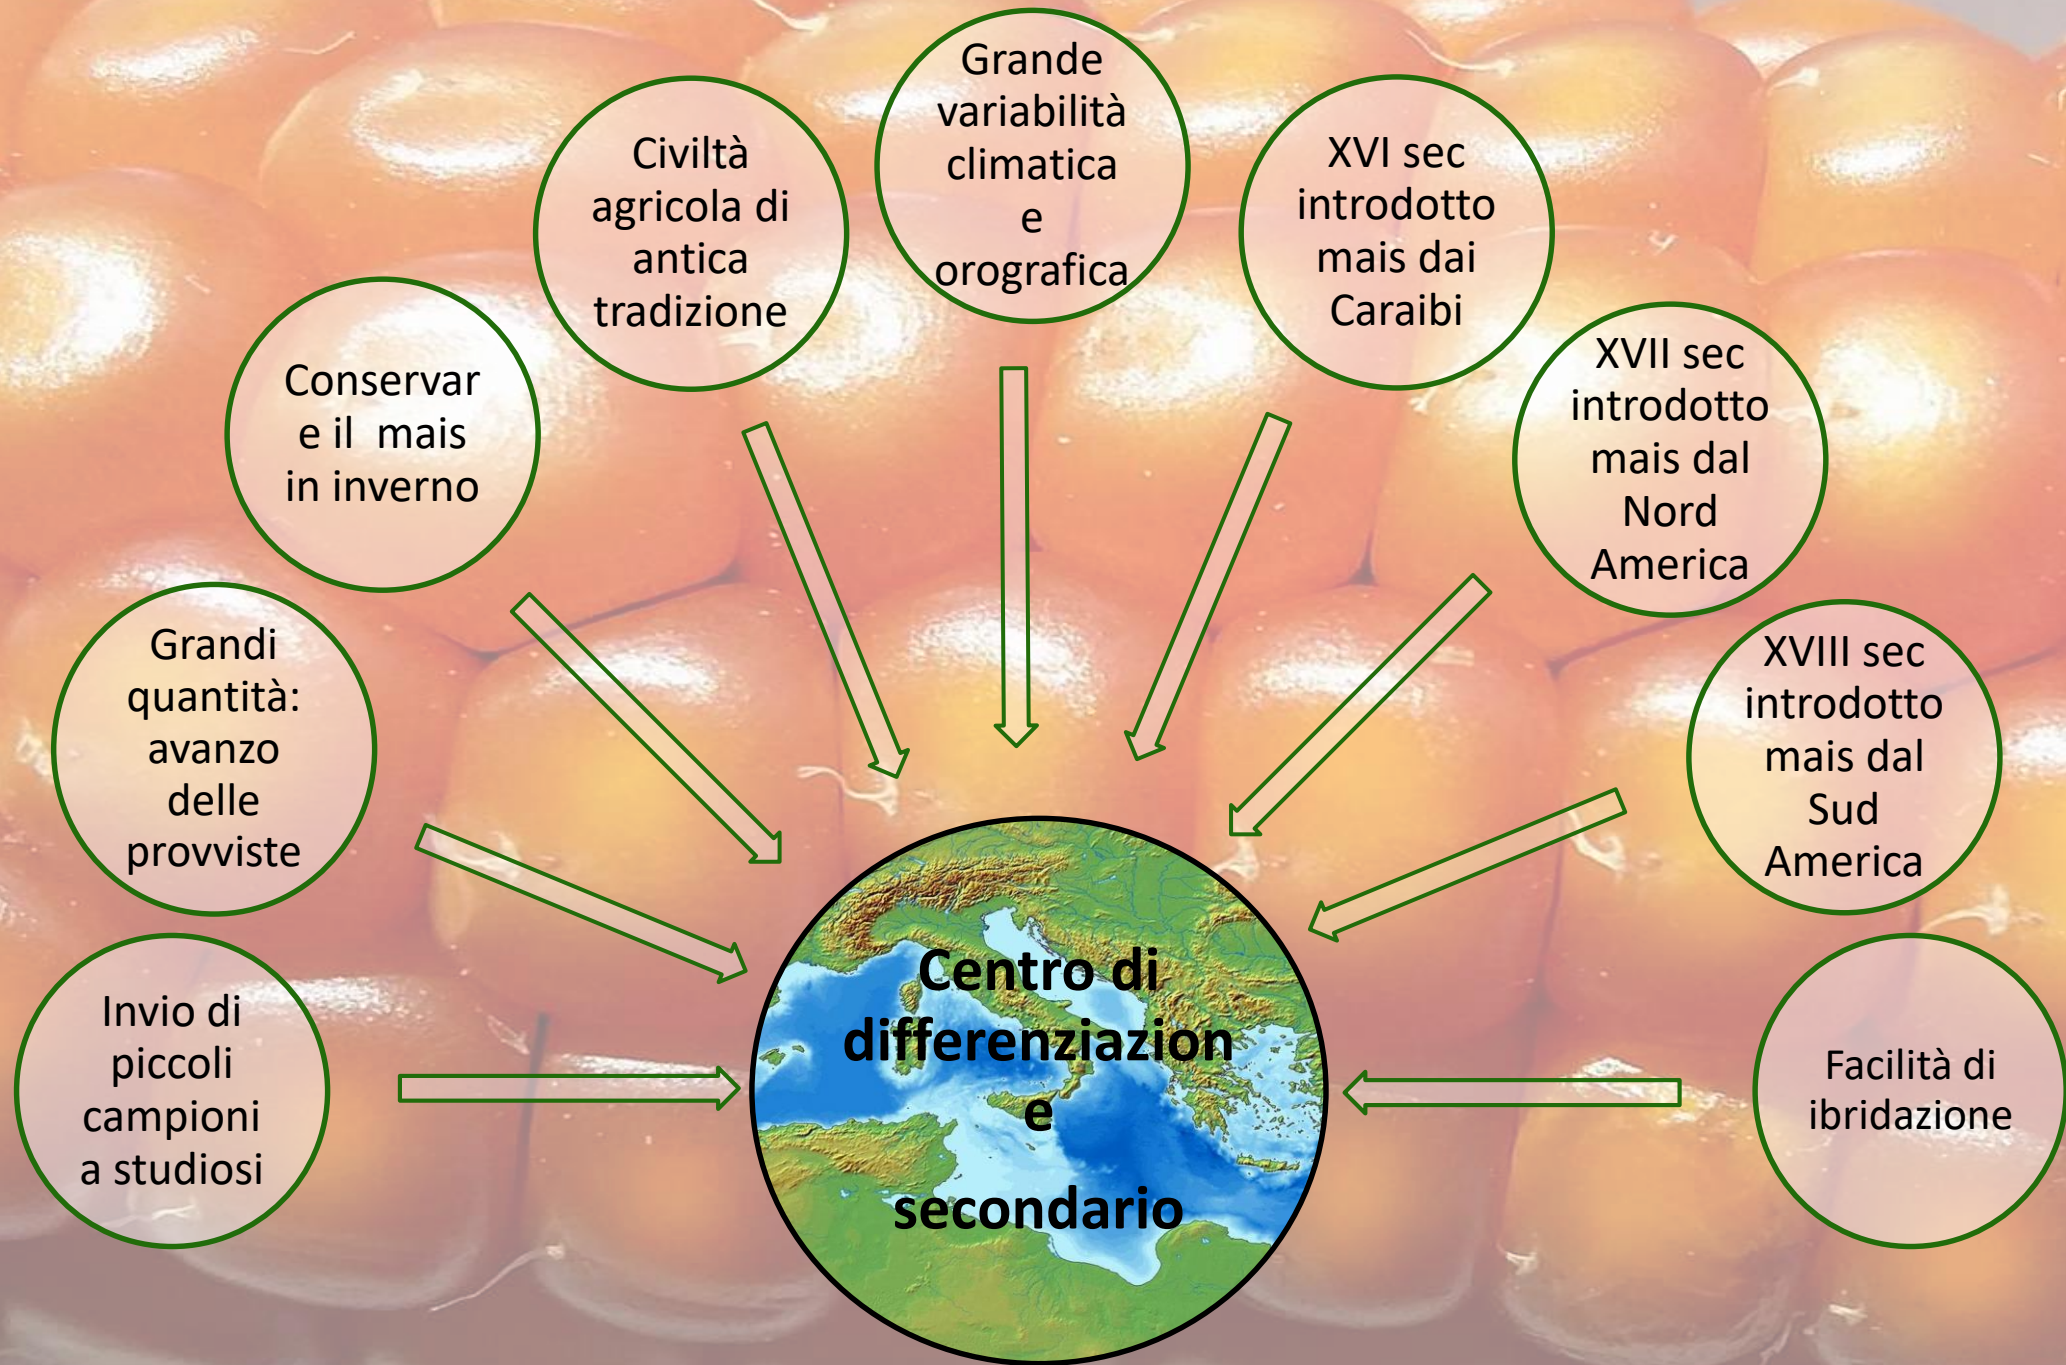 Grande
variabilità
climatica
e
orografica
Civiltà
agricola di
antica
tradizione
XVI sec
introdotto
mais dai
Caraibi
Conservar
e il mais
in inverno
XVII sec
introdotto
mais dal
Nord
America
Grandi
quantità:
avanzo
delle
provviste
XVIII sec
introdotto
mais dal
Sud
America
Invio di
piccoli
campioni
a studiosi
Centro di
differenziazion
e
secondario
Facilità di
ibridazione